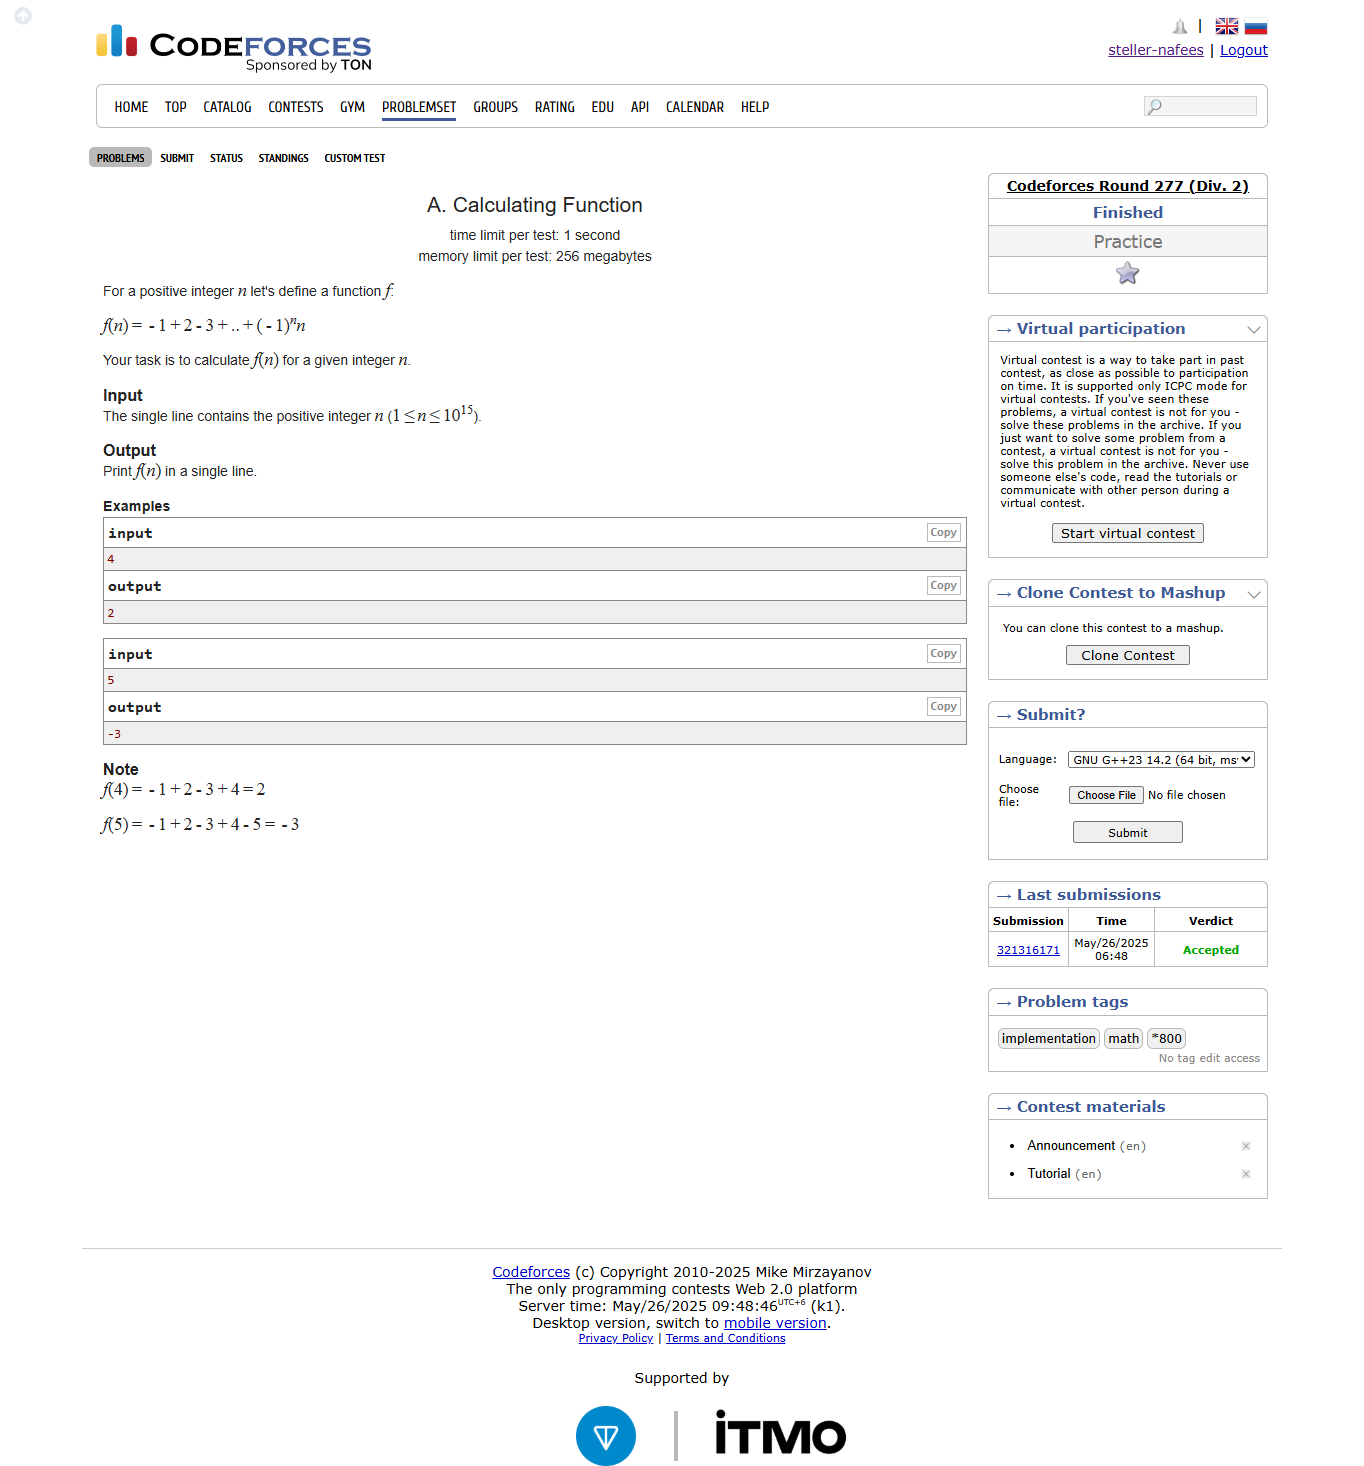 CODEFORCES
Sponsored by TON
|
steller-nafees | Logout
HOME TOP CATALOG CONTESTS GYM PROBLEMSET GROUPS RATING EDU API CALENDAR HELP
PROBLEMS SUBMIT STATUS STANDINGS CUSTOM TEST
A. Calculating Function
time limit per test: 1 second
memory limit per test: 256 megabytes
For a positive integer n let's define a function f:
f(n) = - 1 + 2 - 3 + .. + ( - 1)ⁿn
Your task is to calculate f(n) for a given integer n.
Input
The single line contains the positive integer n (1 ≤ n ≤ 10¹⁵).
Output
Print f(n) in a single line.
Examples
input Copy
4
output Copy
2
input Copy
5
output Copy
-3
Note
f(4) = - 1 + 2 - 3 + 4 = 2
f(5) = - 1 + 2 - 3 + 4 - 5 = - 3
Codeforces Round 277 (Div. 2)
Finished
Practice
→ Virtual participation
Virtual contest is a way to take part in past
contest, as close as possible to participation
on time. It is supported only ICPC mode for
virtual contests. If you've seen these
problems, a virtual contest is not for you -
solve these problems in the archive. If you
just want to solve some problem from a
contest, a virtual contest is not for you -
solve this problem in the archive. Never use
someone else's code, read the tutorials or
communicate with other person during a
virtual contest.
Start virtual contest
→ Clone Contest to Mashup
You can clone this contest to a mashup.
Clone Contest
→ Submit?
Language: GNU G++23 14.2 (64 bit, ms
Choose
file: Choose File No file chosen
Submit
→ Last submissions
Submission Time Verdict
321316171 May/26/2025
06:48 Accepted
→ Problem tags
implementation math *800
No tag edit access
→ Contest materials
• Announcement (en)
• Tutorial (en)
Codeforces (c) Copyright 2010-2025 Mike Mirzayanov
The only programming contests Web 2.0 platform
Server time: May/26/2025 09:48:46 UTC+6 (k1).
Desktop version, switch to mobile version.
Privacy Policy | Terms and Conditions
Supported by
iTMO